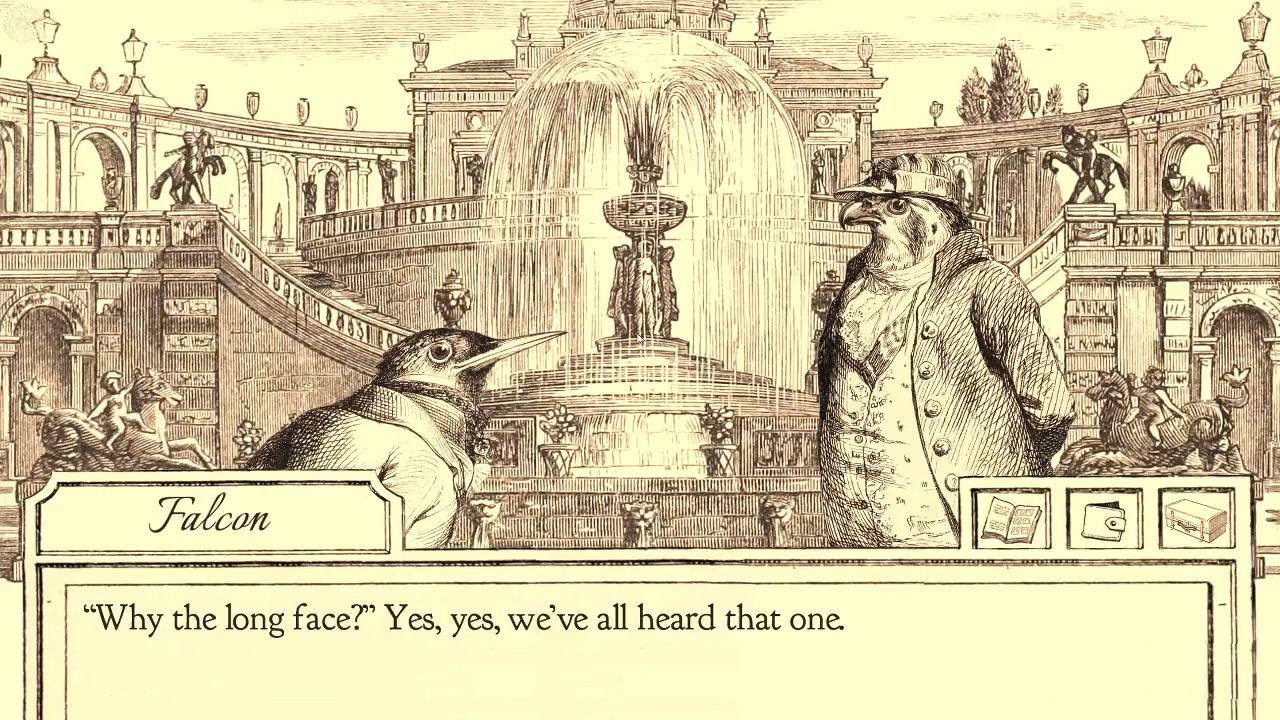 Falcon
“Why the long face?” Yes, yes, we’ve all heard that one.